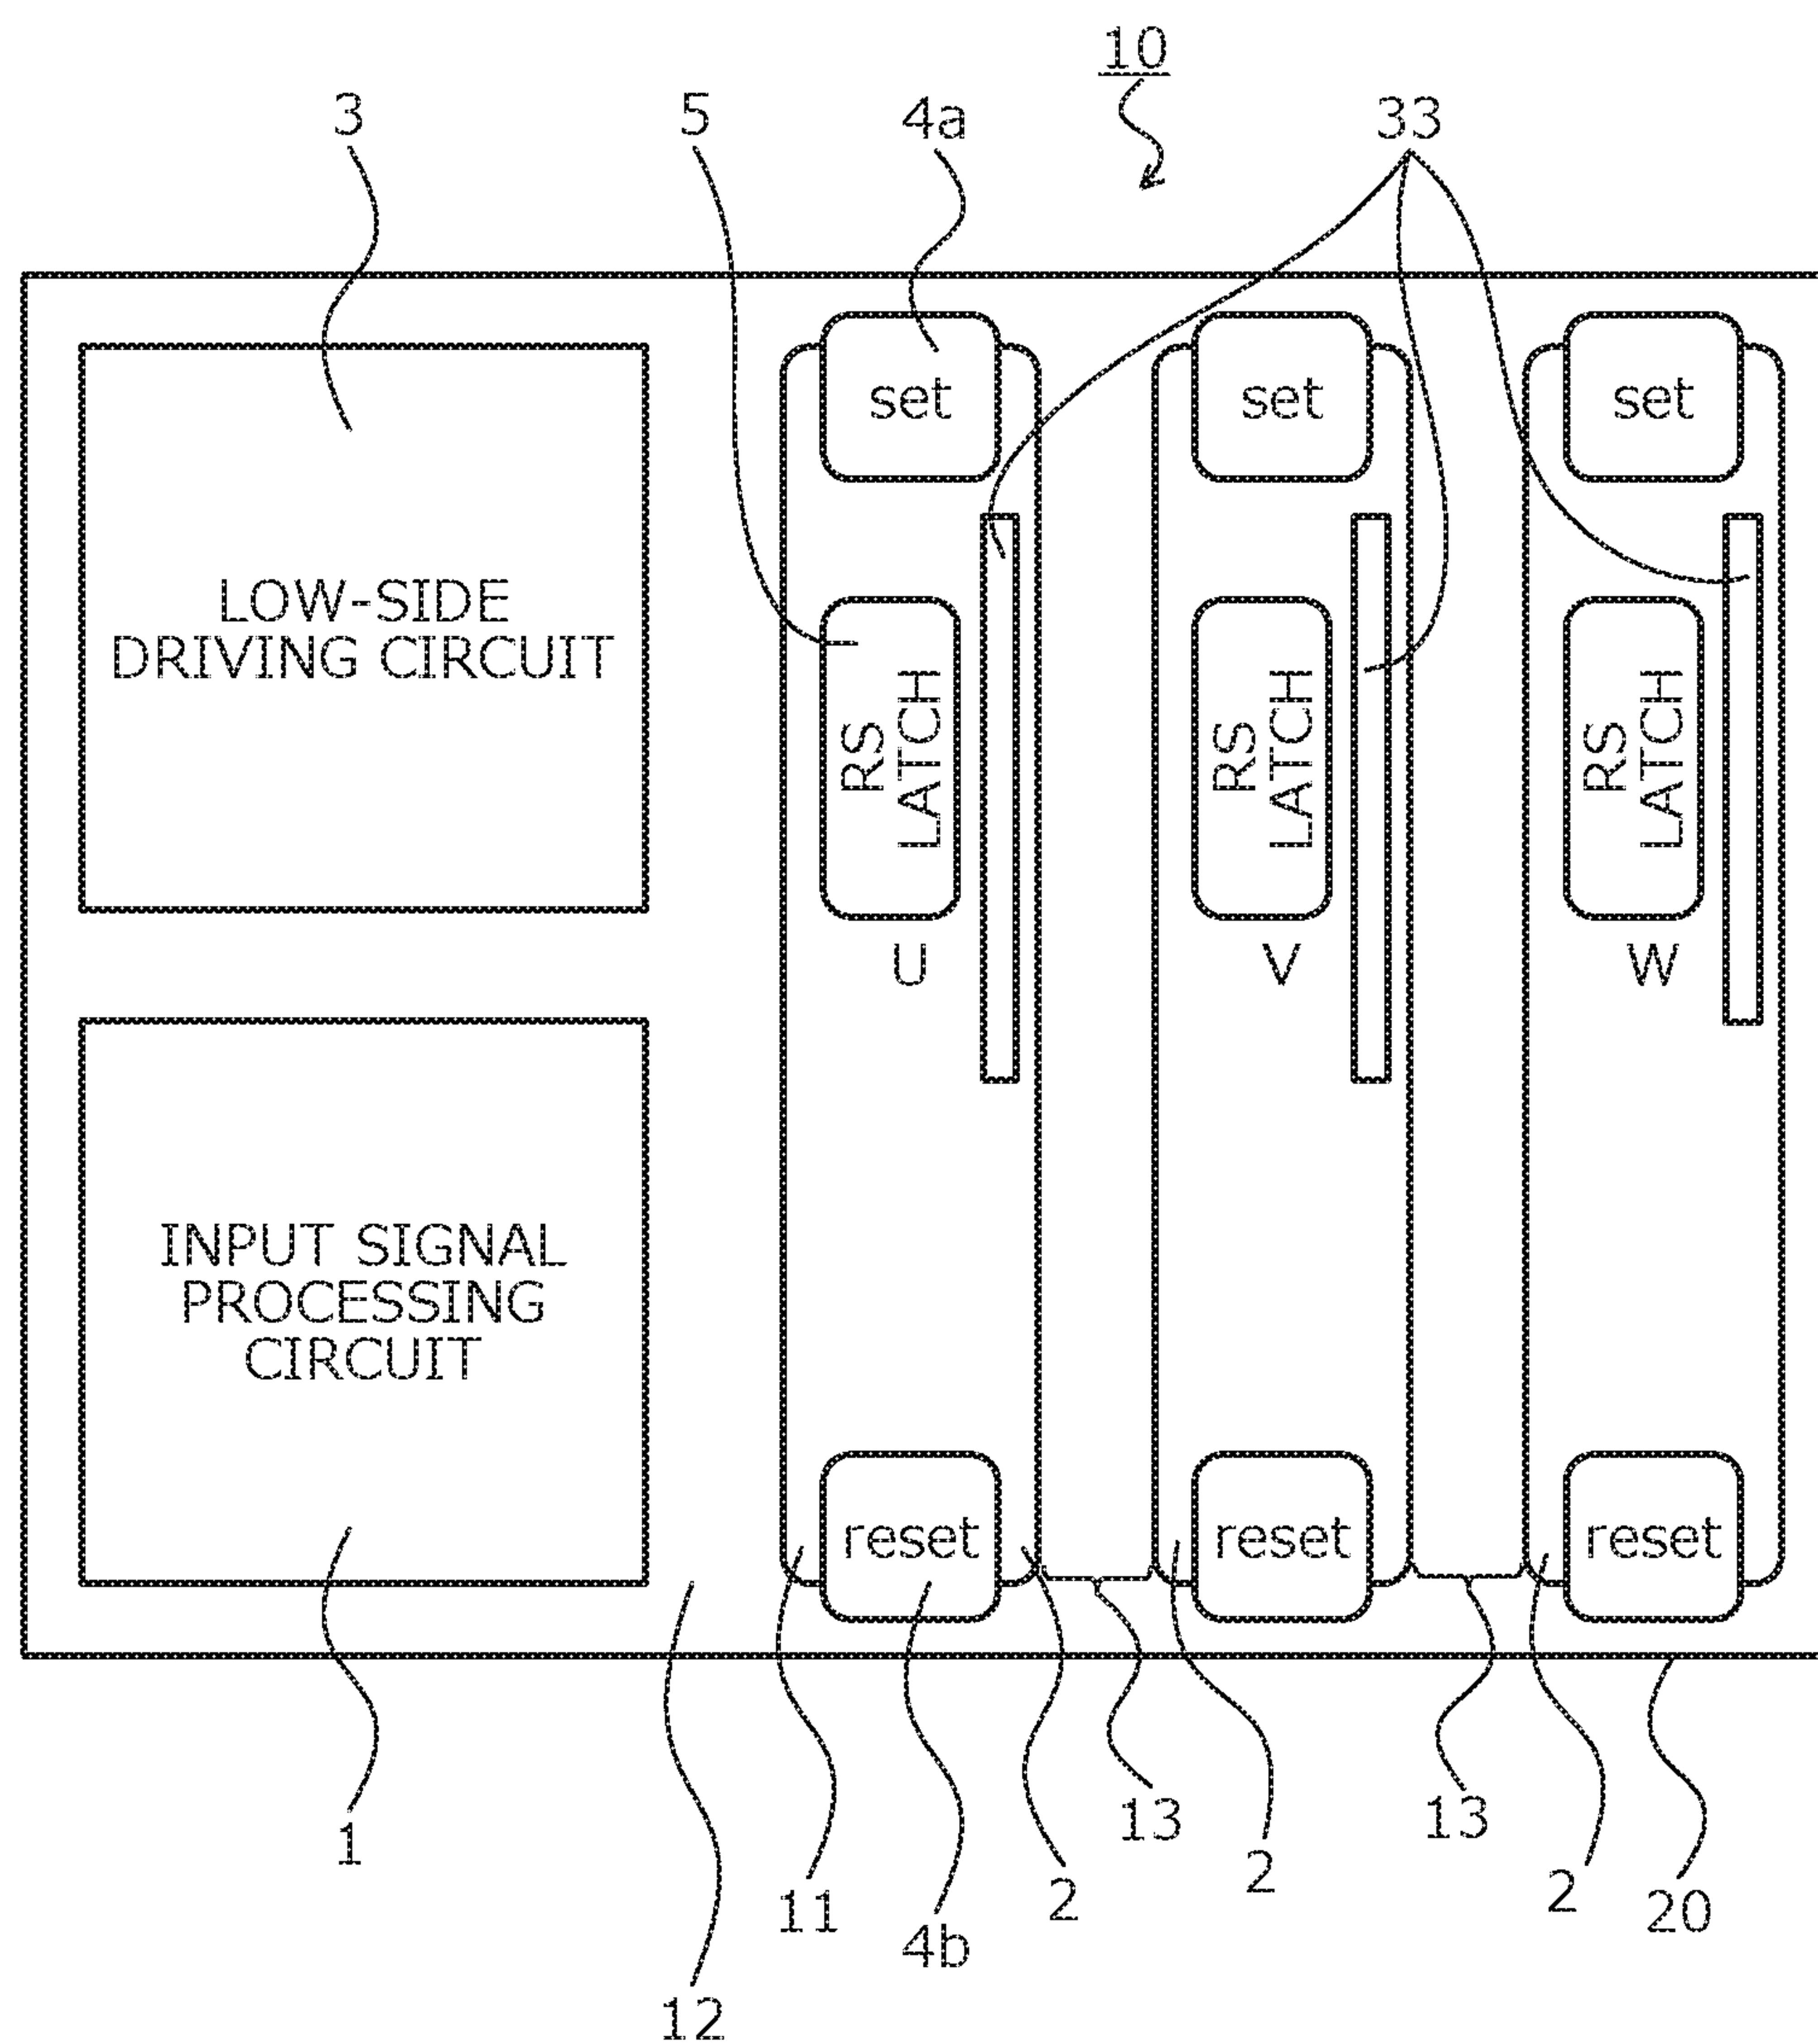 10
3
5
4a
33
set
set
set
LOW-SIDE
DRIVING CIRCUIT
RS
LATCH
RS
LATCH
RS
LATCH
U
V
W
INPUT SIGNAL
PROCESSING
CIRCUIT
reset
reset
reset
1
11
4b
2
13
2
13
2
20
12